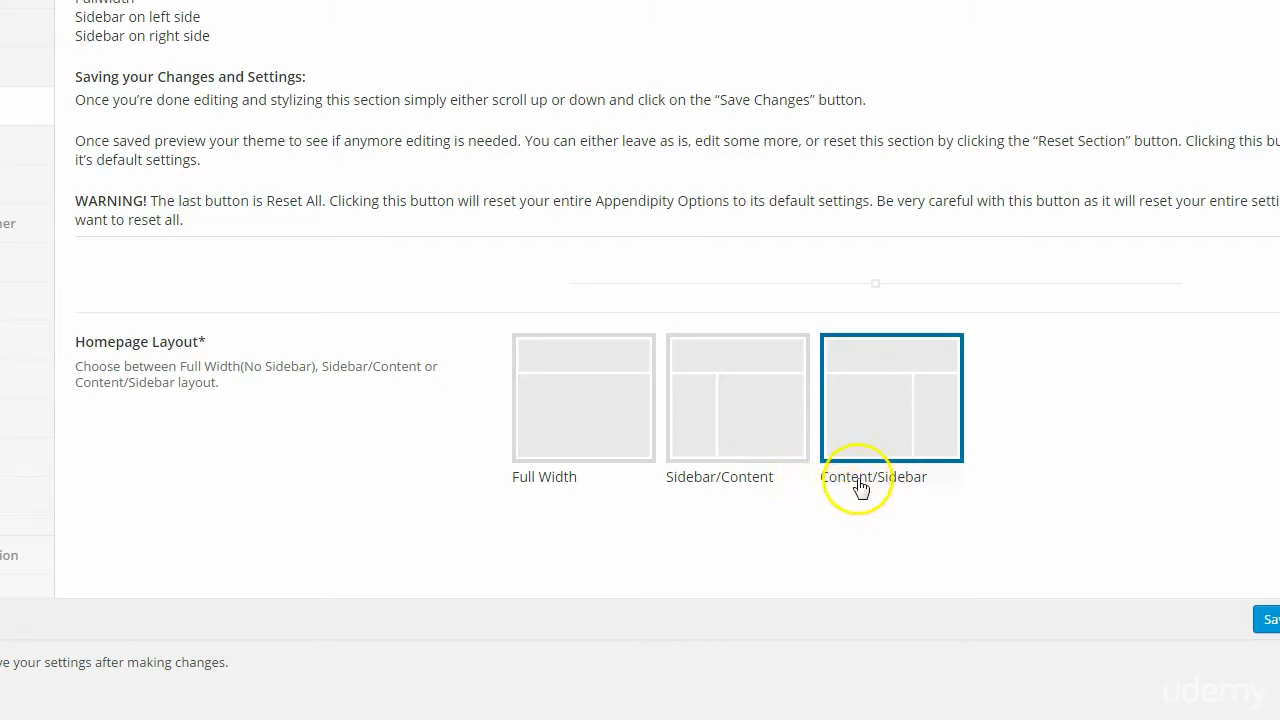 Fullwidth
Sidebar on left side
Sidebar on right side
Saving your Changes and Settings:
Once you’re done editing and stylizing this section simply either scroll up or down and click on the “Save Changes” button.
Once saved preview your theme to see if anymore editing is needed. You can either leave as is, edit some more, or reset this section by clicking the “Reset Section” button. Clicking this
it’s default settings.
WARNING! The last button is Reset All. Clicking this button will reset your entire Appendipity Options to its default settings. Be very careful with this button as it will reset your entire
want to reset all.
Homepage Layout*
Choose between Full Width(No Sidebar), Sidebar/Content or
Content/Sidebar layout.
Full Width
Sidebar/Content
Content/Sidebar
your settings after making changes.
udemy